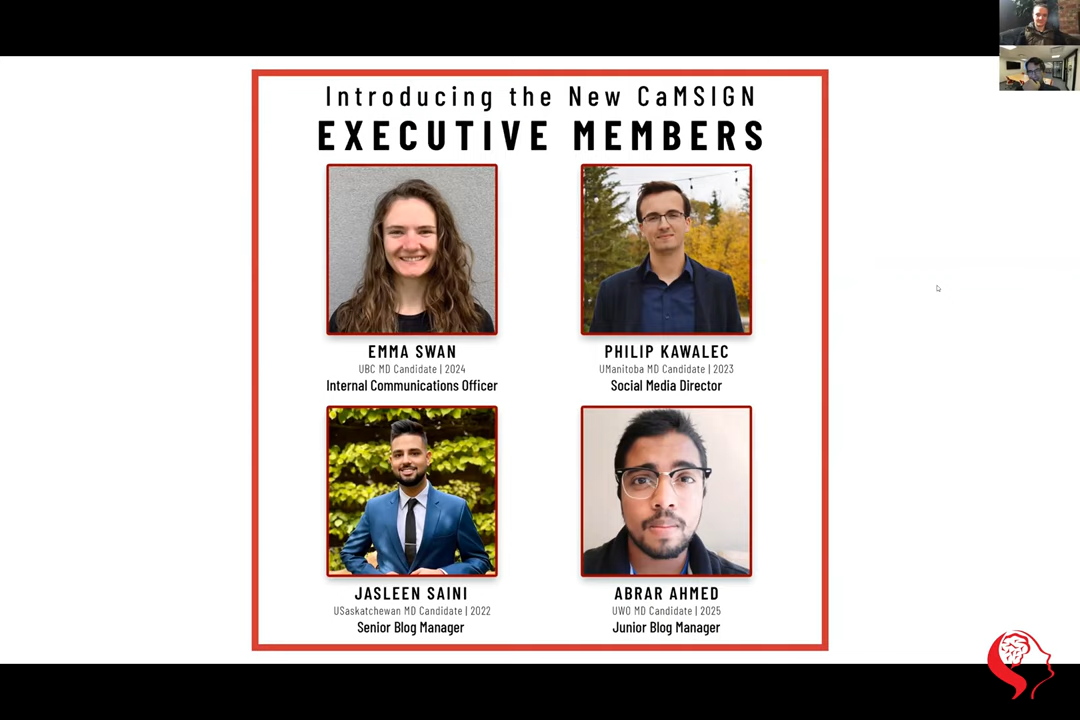 Introducing the New CaMSIGN
EXECUTIVE MEMBERS
EMMA SWAN
UBC MD Candidate | 2024
Internal Communications Officer
PHILIP KAWALEC
UManitoba MD Candidate | 2023
Social Media Director
JASLEEN SAINI
USaskatchewan MD Candidate | 2022
Senior Blog Manager
ABRAR AHMED
UWO MD Candidate | 2025
Junior Blog Manager